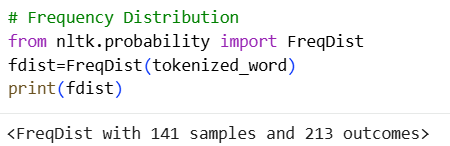 # Frequency Distribution
from nltk.probability import FreqDist
fdist=FreqDist(tokenized_word)
print(fdist)
<FreqDist with 141 samples and 213 outcomes>